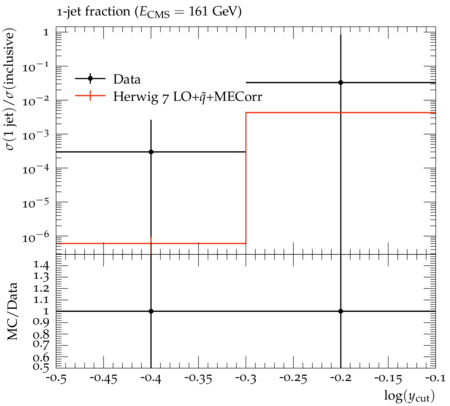 1-jet fraction (E_CMS = 161 GeV)
σ(1 jet)/σ(inclusive)
1
10⁻¹
10⁻²
10⁻³
10⁻⁴
10⁻⁵
10⁻⁶
Data
Herwig 7 LO+q̃+MECorr
MC/Data
1.4
1.3
1.2
1.1
1
0.9
0.8
0.7
0.6
0.5
-0.5 -0.45 -0.4 -0.35 -0.3 -0.25 -0.2 -0.15 -0.1
log(y_cut)